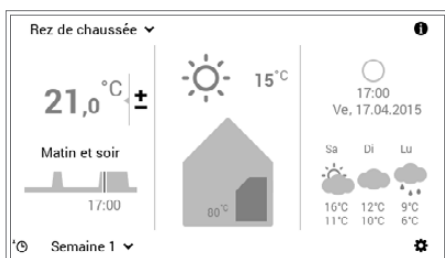 Rez de chaussée
21,0 °C ±
15°C
17:00
Ve, 17.04.2015
Matin et soir
17:00
00°C
Sa Di Lu
16°C 12°C 9°C
11°C 10°C 6°C
Semaine 1